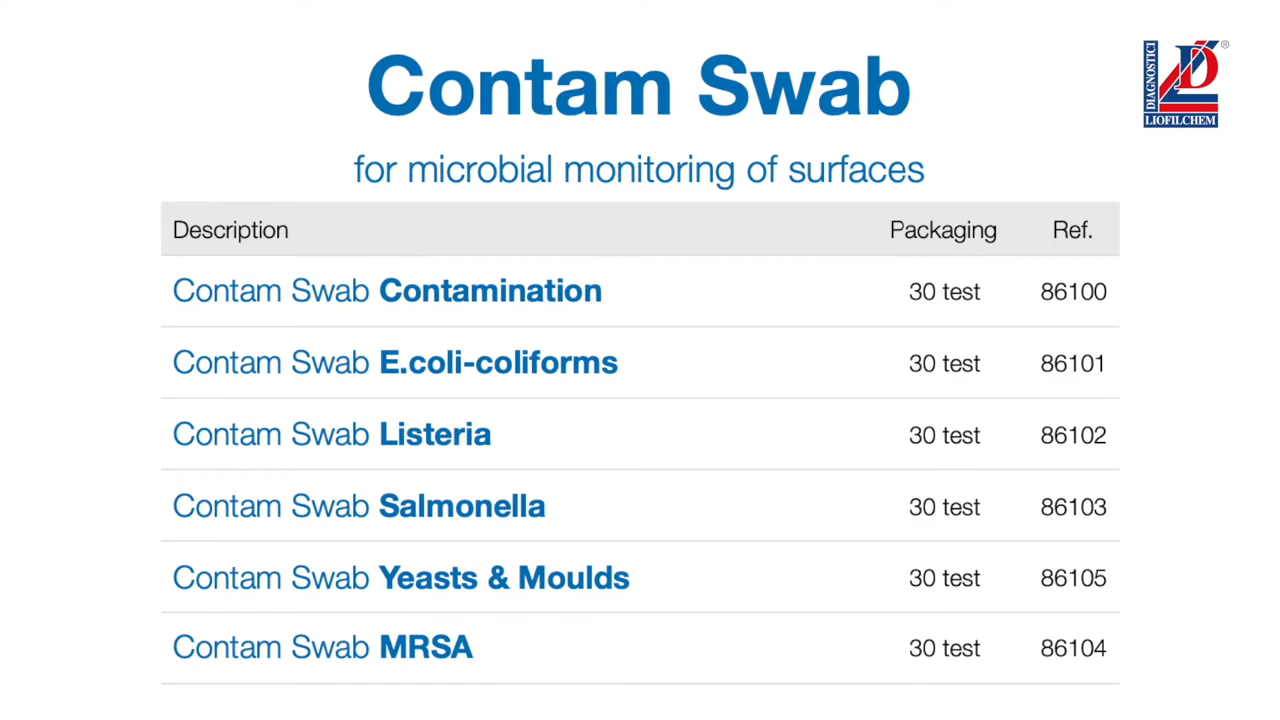 Contam Swab
for microbial monitoring of surfaces
DIAGNOSTICI
LD®
LIOFILCHEM
Description Packaging Ref.
Contam Swab Contamination 30 test 86100
Contam Swab E.coli-coliforms 30 test 86101
Contam Swab Listeria 30 test 86102
Contam Swab Salmonella 30 test 86103
Contam Swab Yeasts & Moulds 30 test 86105
Contam Swab MRSA 30 test 86104